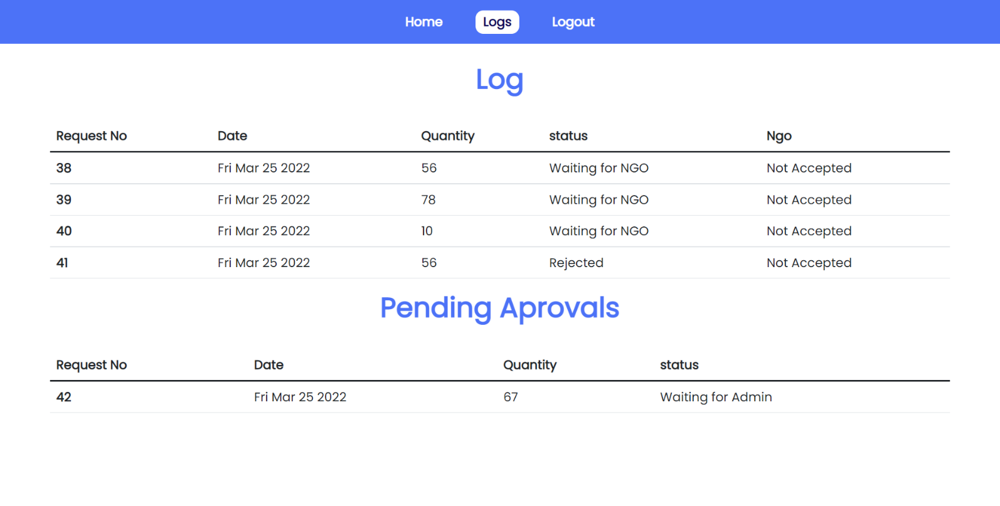 Home Logs Logout
Log
Request No Date Quantity status Ngo
38 Fri Mar 25 2022 56 Waiting for NGO Not Accepted
39 Fri Mar 25 2022 78 Waiting for NGO Not Accepted
40 Fri Mar 25 2022 10 Waiting for NGO Not Accepted
41 Fri Mar 25 2022 56 Rejected Not Accepted
Pending Aprovals
Request No Date Quantity status
42 Fri Mar 25 2022 67 Waiting for Admin